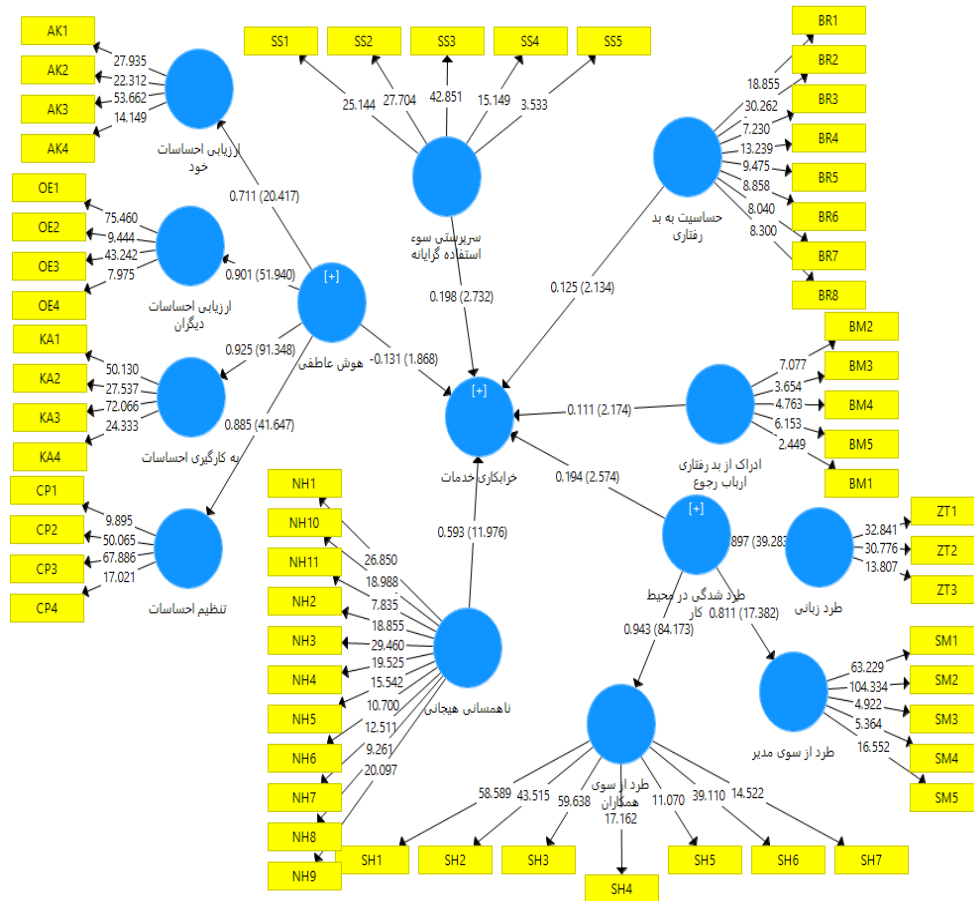 AK1
AK2
AK3
AK4
27.935
22.312
53.662
14.149
ارزیابی احساسات
خود
0.711 (20.417)
OE1
OE2
OE3
OE4
75.460
9.444
43.242
7.975
ارزیابی احساسات
دیگران
0.901 (51.940)
KA1
KA2
KA3
KA4
50.130
27.537
72.066
24.333
به کارگیری احساسات
0.925 (91.348)
CP1
CP2
CP3
CP4
9.895
50.065
67.886
17.021
تنظیم احساسات
0.885 (41.647)
[+]
هوش عاطفی
-0.131 (1.868)
SS1
SS2
SS3
SS4
SS5
25.144
27.704
42.851
15.149
3.533
سرپرستی سوء
استفاده گرایانه
0.198 (2.732)
BR1
BR2
BR3
BR4
BR5
BR6
BR7
BR8
18.855
30.262
7.230
13.239
9.475
8.858
8.040
8.300
حساسیت به بد
رفتاری
0.125 (2.134)
BM2
BM3
BM4
BM5
BM1
7.077
3.654
4.763
6.153
2.449
ادراک از بد رفتاری
ارباب رجوع
0.111 (2.174)
[+]
خرابکاری خدمات
0.194 (2.574)
[+]
طرد شدگی در محیط
کار
897 (39.283
ZT1
ZT2
ZT3
32.841
30.776
13.807
طرد زبانی
0.811 (17.382)
SM1
SM2
SM3
SM4
SM5
63.229
104.334
4.922
5.364
16.552
طرد از سوی مدیر
0.943 (84.173)
طرد از سوی
همکاران
58.589
43.515
59.638
17.162
11.070
39.110
14.522
SH1
SH2
SH3
SH4
SH5
SH6
SH7
0.593 (11.976)
ناهمسانی هیجانی
NH1
NH10
NH11
NH2
NH3
NH4
NH5
NH6
NH7
NH8
NH9
26.850
18.988
7.835
18.855
29.460
19.525
15.542
10.700
12.511
9.261
20.097